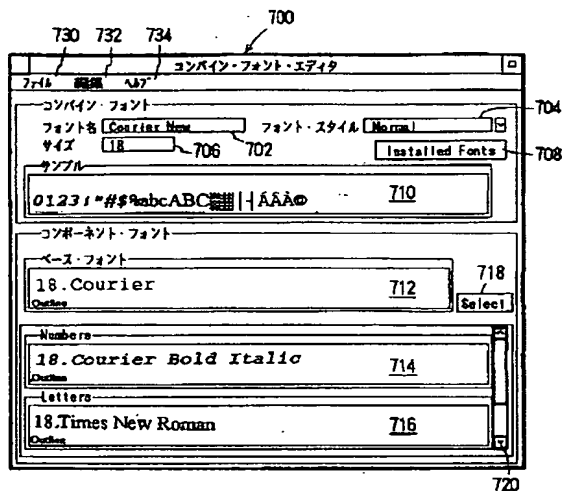 700
730 732 734
コンバイン・フォント・エディタ
ファイル 編集 ヘルプ
コンバイン・フォント
704
フォント名 Courier New フォント・スタイル Normal
サイズ 18 706 702 Installed Fonts 708
サンプル
0123!"#$%abcABC ÁÂÀ© 710
コンポーネント・フォント
ベース・フォント
718
18.Courier 712
Outline Select
Numbers
18.Courier Bold Italic 714
Outline
Letters
18.Times New Roman 716
Outline
720